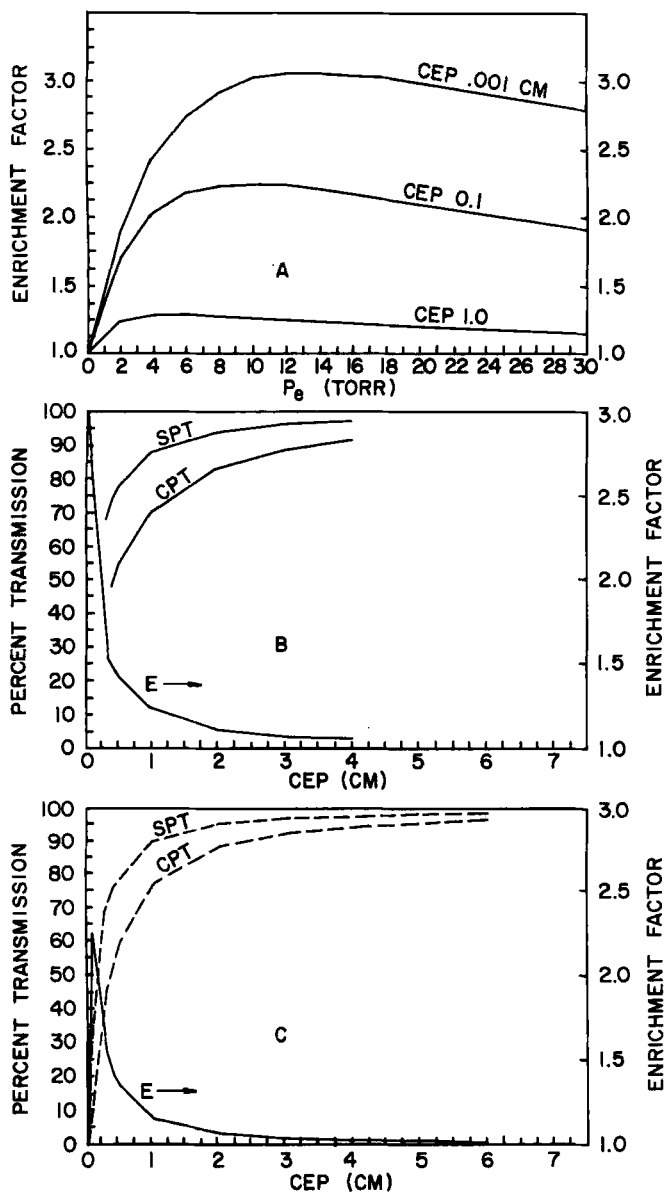 ENRICHMENT FACTOR
3.0
2.5
2.0
1.5
1.0
CEP .001 CM
CEP 0.1
CEP 1.0
A
3.0
2.5
2.0
1.5
1.0
ENRICHMENT FACTOR
0 2 4 6 8 10 12 14 16 18 20 22 24 26 28 30
Pe (TORR)
PERCENT TRANSMISSION
100
90
80
70
60
50
40
30
20
10
0
SPT
CPT
B
E
3.0
2.5
2.0
1.5
1.0
ENRICHMENT FACTOR
0 1 2 3 4 5 6 7
CEP (CM)
PERCENT TRANSMISSION
100
90
80
70
60
50
40
30
20
10
0
SPT
CPT
C
E
3.0
2.5
2.0
1.5
1.0
ENRICHMENT FACTOR
0 1 2 3 4 5 6 7
CEP (CM)